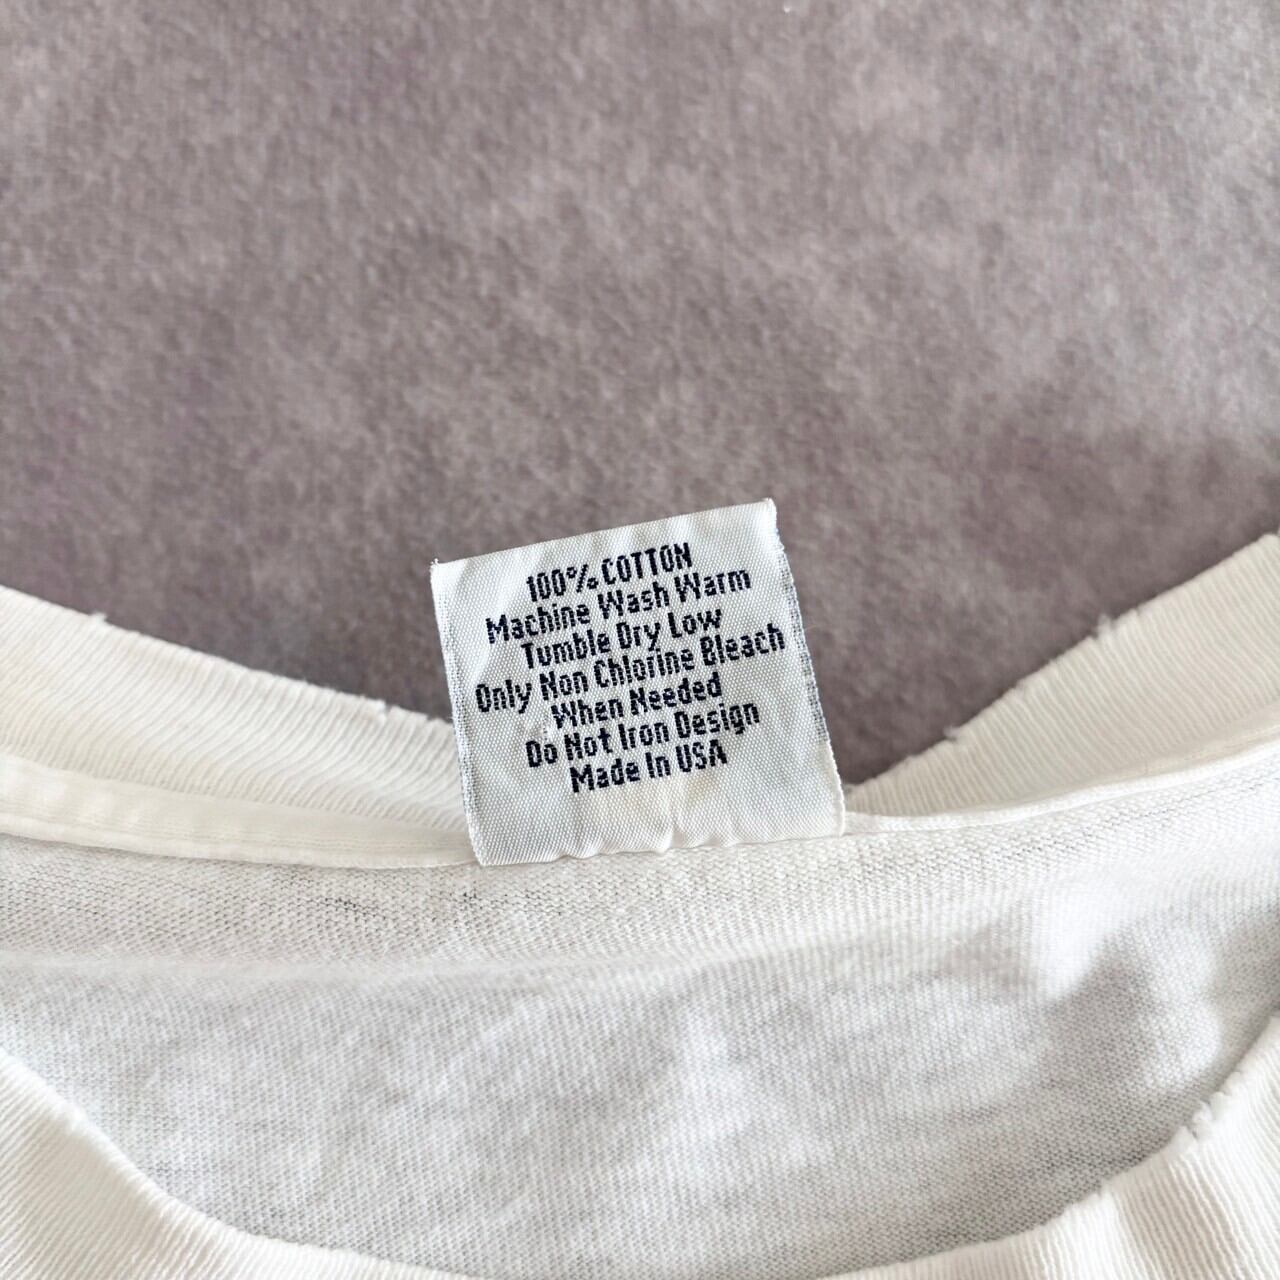 100% COTTON
Machine Wash Warm
Tumble Dry Low
Only Non Chlorine Bleach
When Needed
Do Not Iron Design
Made In USA